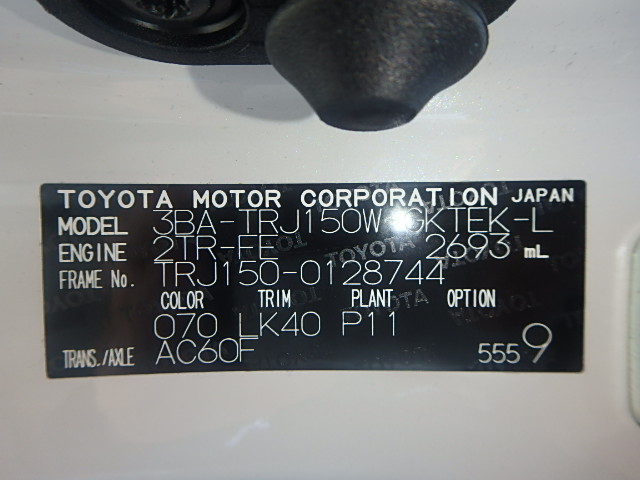 TOYOTA MOTOR CORPORATION JAPAN
MODEL 3BA-TRJ150W-GKTEK-L
ENGINE 2TR-FE 2693 mL
FRAME No. TRJ150-0128744
COLOR TRIM PLANT OPTION
070 LK40 P11
TRANS./AXLE AC60F 5559